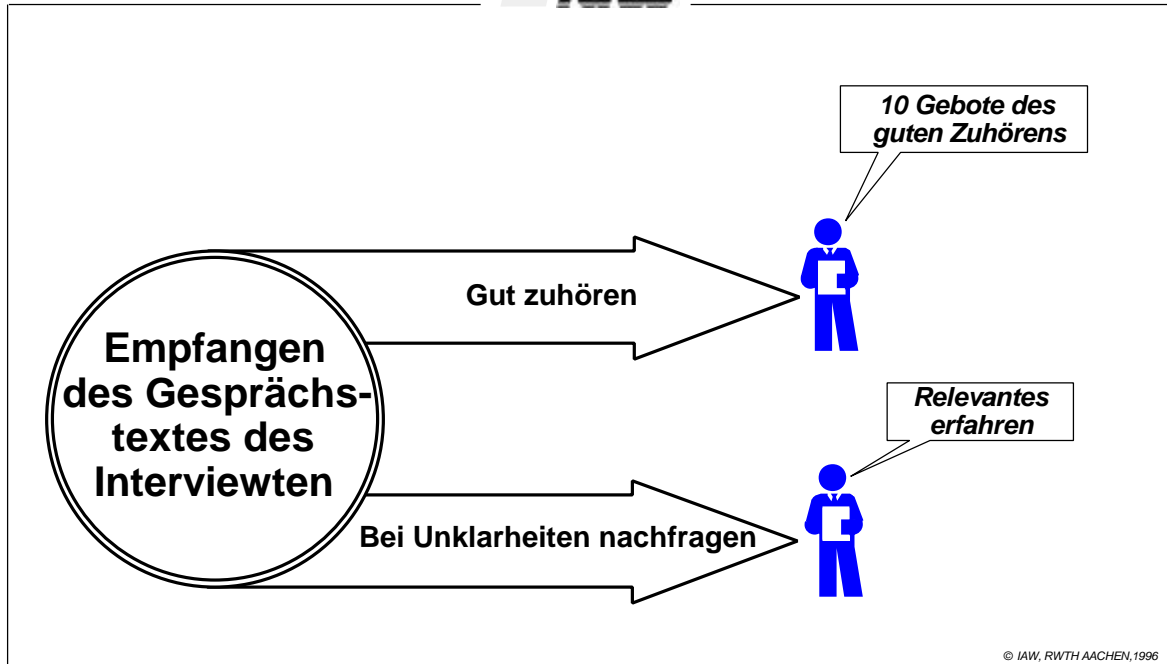 10 Gebote des
guten Zuhörens
Gut zuhören
Empfangen
des Gesprächs-
textes des
Interviewten
Relevantes
erfahren
Bei Unklarheiten nachfragen
© IAW, RWTH AACHEN,1996